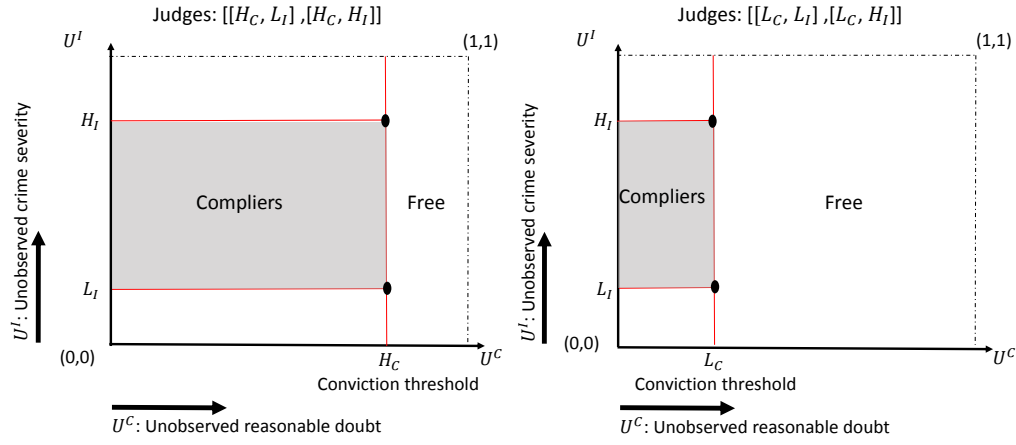 Judges: [[H_C, L_I] ,[H_C, H_I]]
U^I
(1,1)
H_I
Compliers
Free
L_I
U^I: Unobserved crime severity
(0,0)
H_C
U^C
Conviction threshold
U^C: Unobserved reasonable doubt
Judges: [[L_C, L_I] ,[L_C, H_I]]
U^I
(1,1)
H_I
Compliers
Free
L_I
U^I: Unobserved crime severity
(0,0)
L_C
U^C
Conviction threshold
U^C: Unobserved reasonable doubt